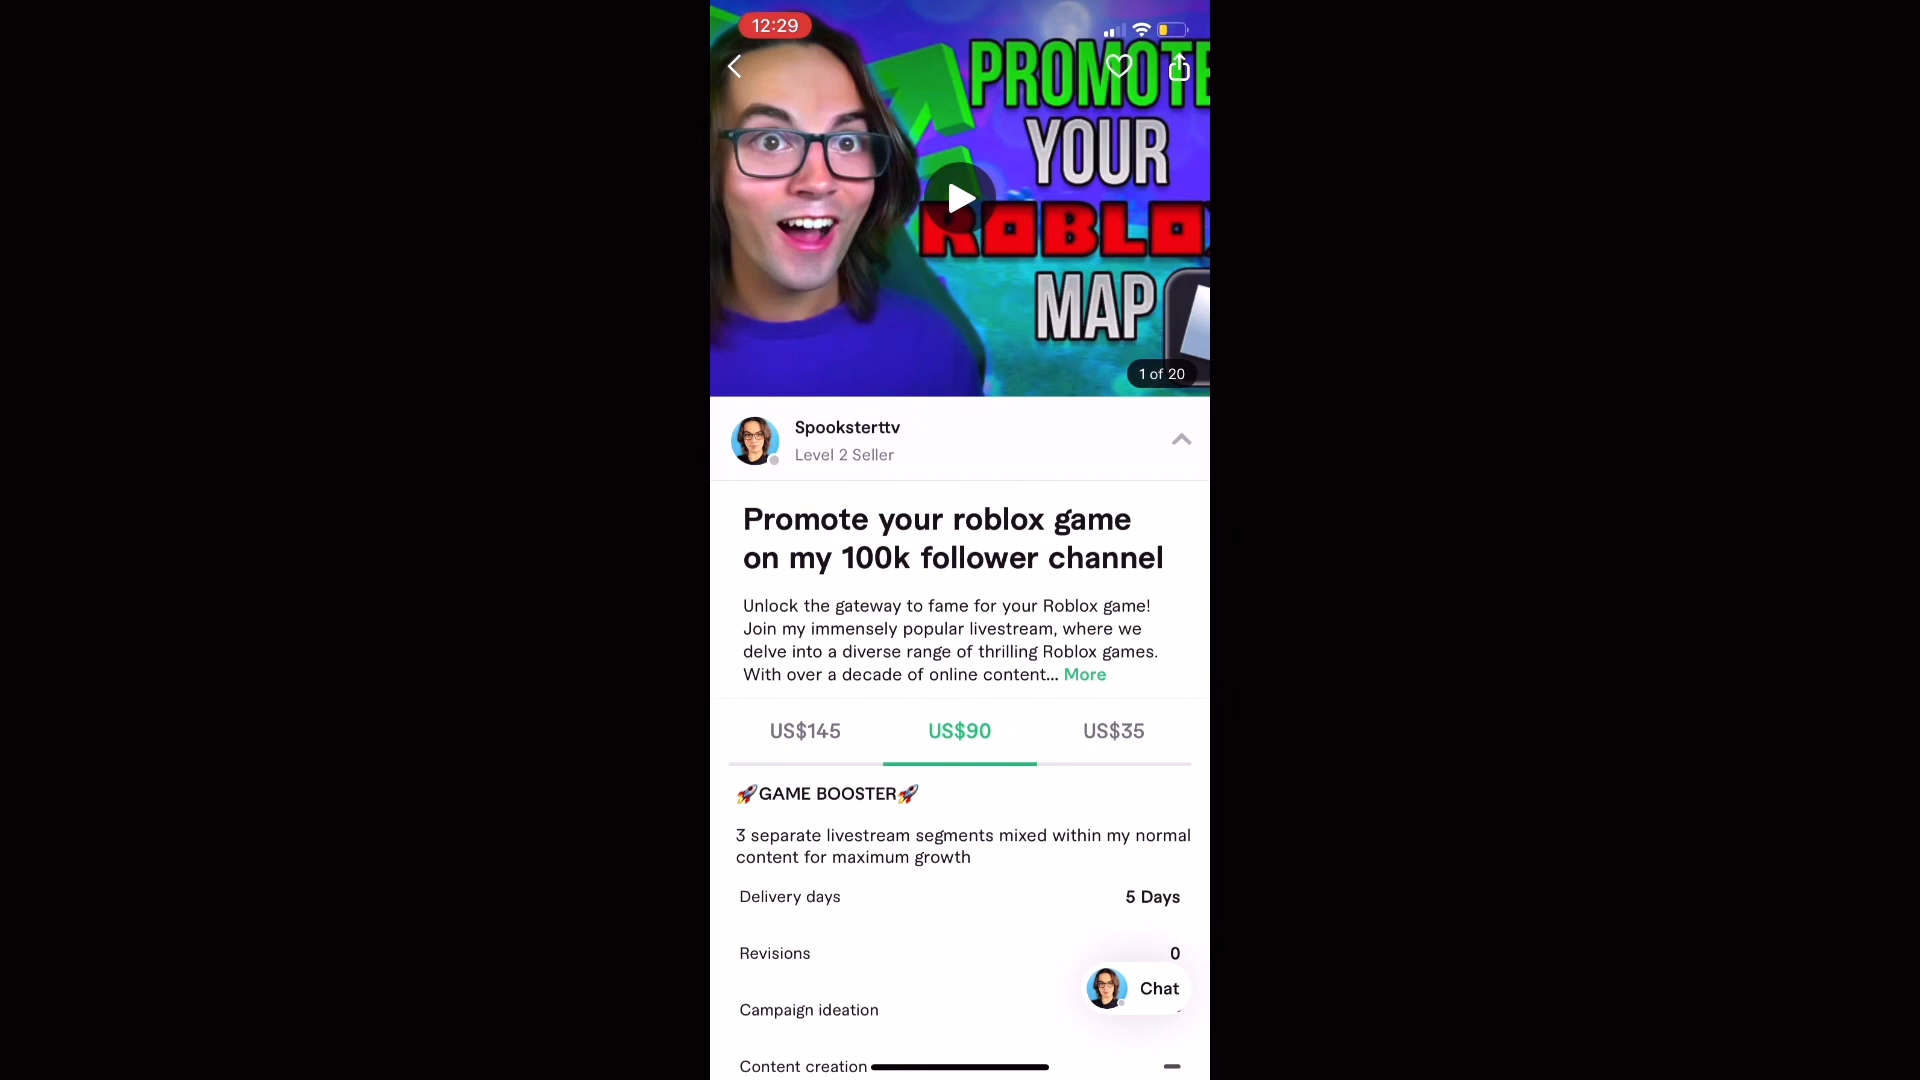 12:29
PROMOTE
YOUR
ROBLOX
MAP
1 of 20
Spooksterttv
Level 2 Seller
Promote your roblox game
on my 100k follower channel
Unlock the gateway to fame for your Roblox game!
Join my immensely popular livestream, where we
delve into a diverse range of thrilling Roblox games.
With over a decade of online content... More
US$145 US$90 US$35
🚀GAME BOOSTER🚀
3 separate livestream segments mixed within my normal
content for maximum growth
Delivery days 5 Days
Revisions 0
Chat
Campaign ideation
Content creation